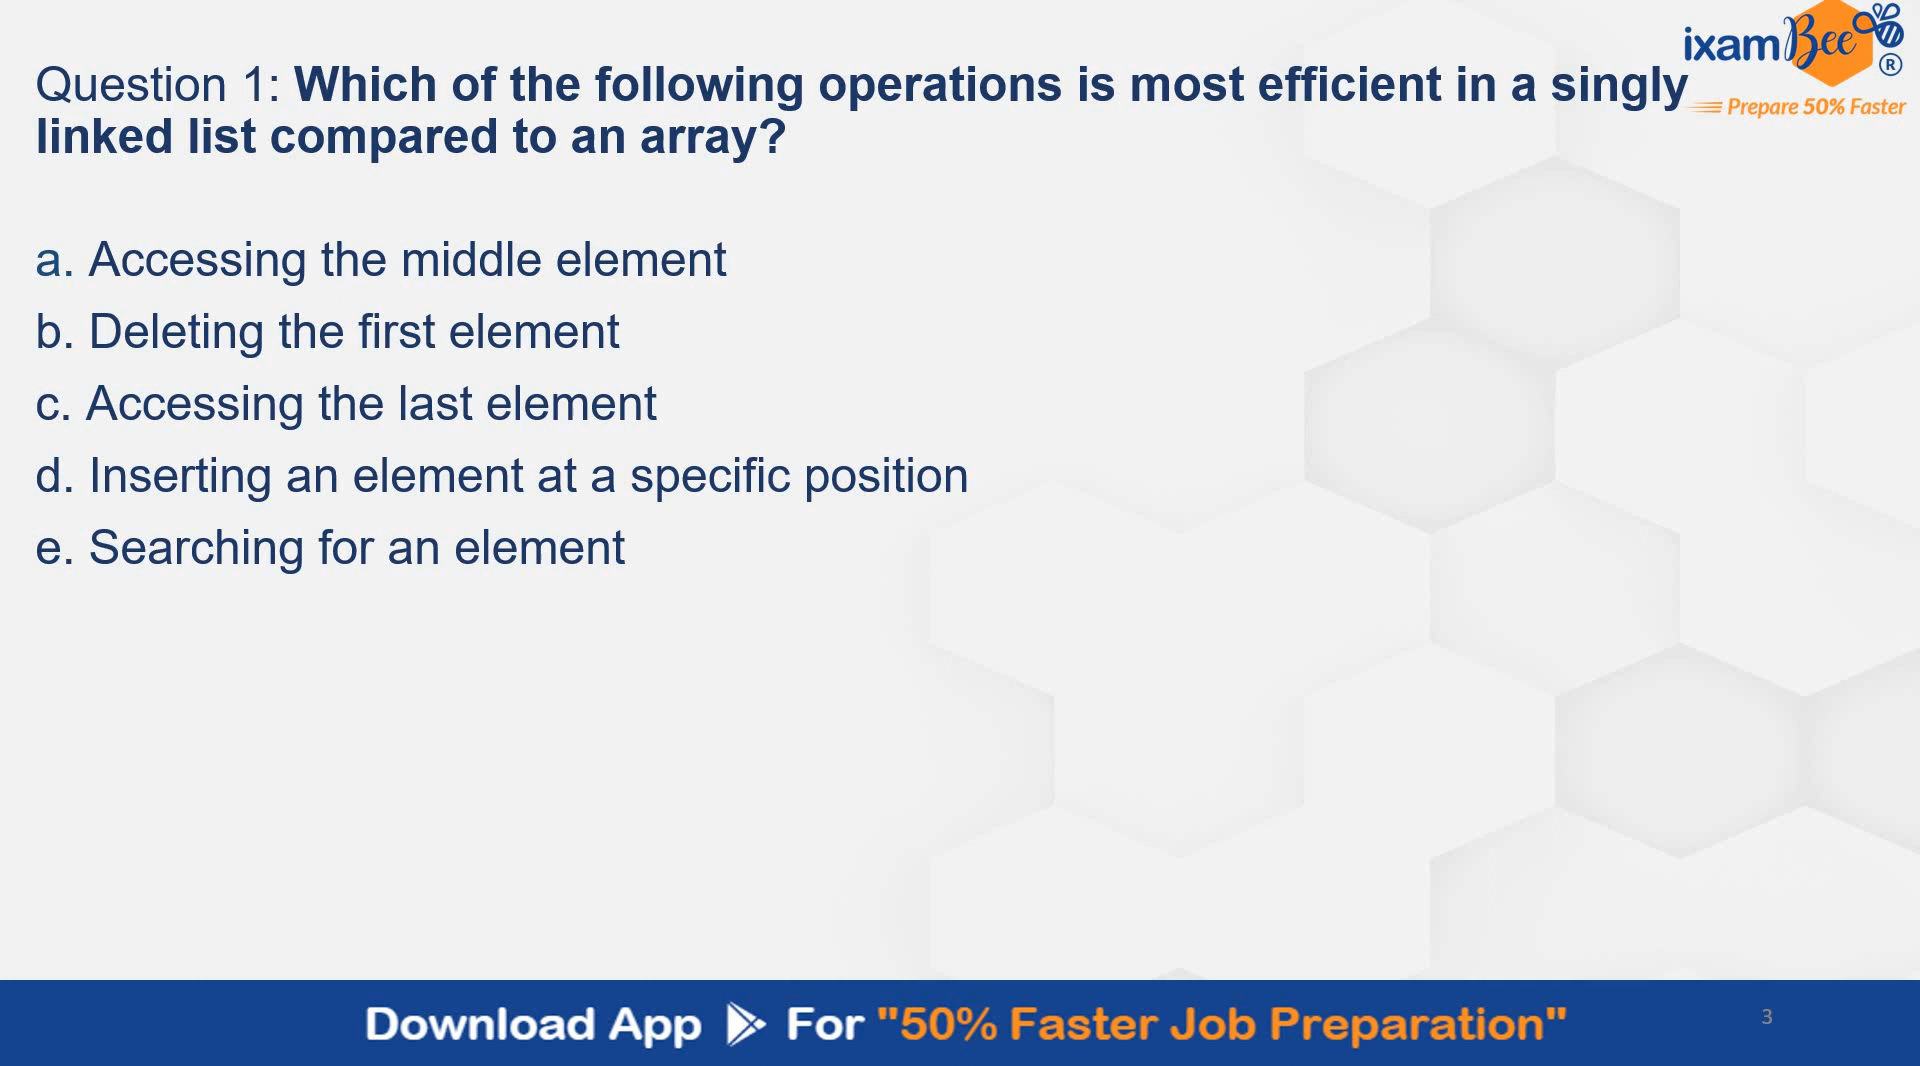 ixamBee
®
Prepare 50% Faster
Question 1: Which of the following operations is most efficient in a singly
linked list compared to an array?
a. Accessing the middle element
b. Deleting the first element
c. Accessing the last element
d. Inserting an element at a specific position
e. Searching for an element
Download App For "50% Faster Job Preparation"
3